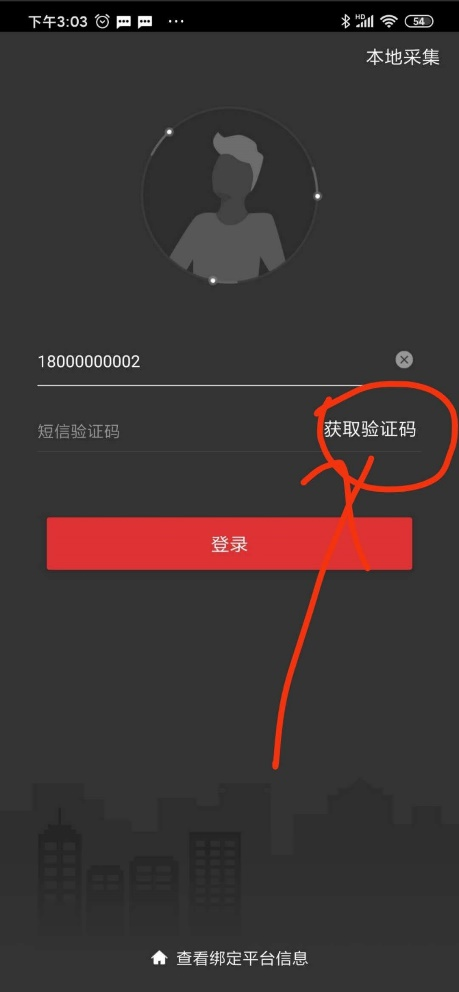 下午3:03 HD 54
本地采集
18000000002
短信验证码 获取验证码
登录
查看绑定平台信息